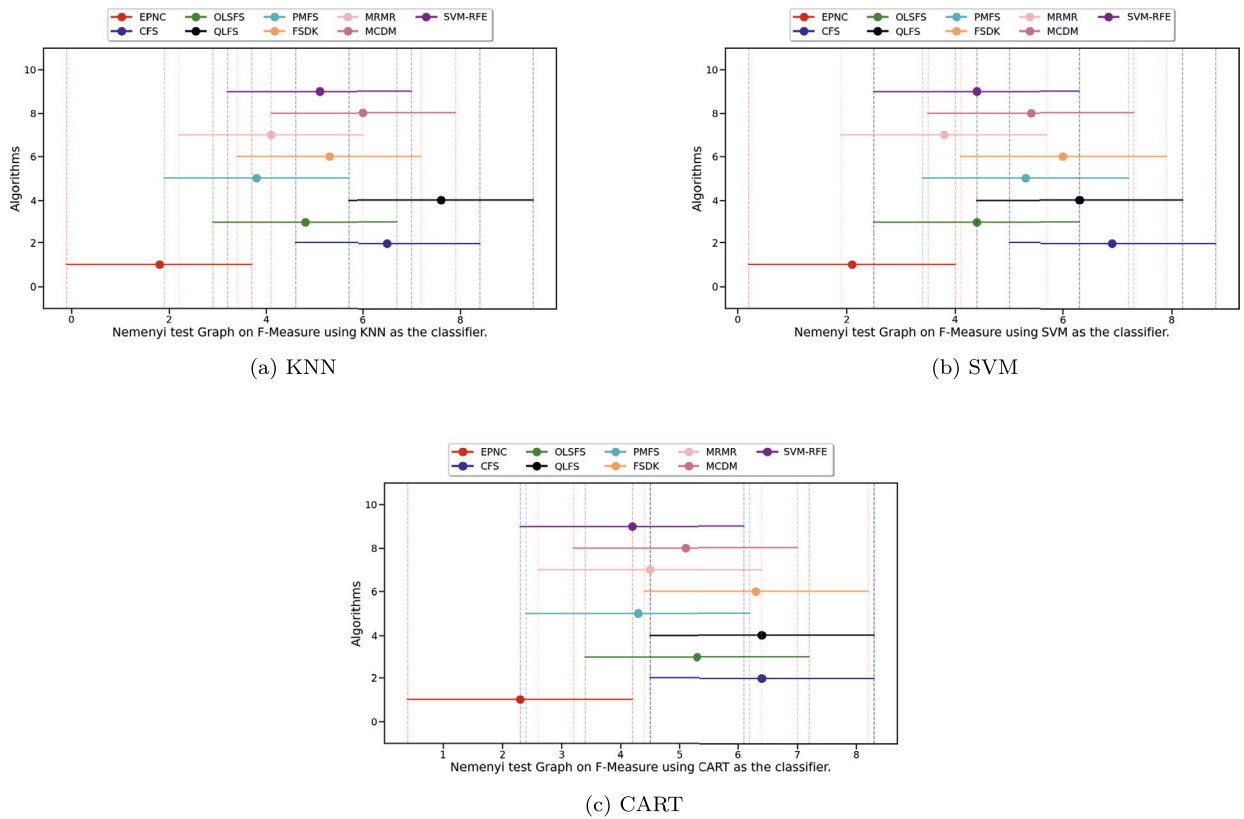 EPNC OLSFS PMFS MRMR SVM-RFE
CFS QLFS FSDK MCDM
10
8
6
4
2
0
Algorithms
0 2 4 6 8
Nemenyi test Graph on F-Measure using KNN as the classifier.
(a) KNN
EPNC OLSFS PMFS MRMR SVM-RFE
CFS QLFS FSDK MCDM
10
8
6
4
2
0
Algorithms
0 2 4 6 8
Nemenyi test Graph on F-Measure using SVM as the classifier.
(b) SVM
EPNC OLSFS PMFS MRMR SVM-RFE
CFS QLFS FSDK MCDM
10
8
6
4
2
0
Algorithms
1 2 3 4 5 6 7 8
Nemenyi test Graph on F-Measure using CART as the classifier.
(c) CART